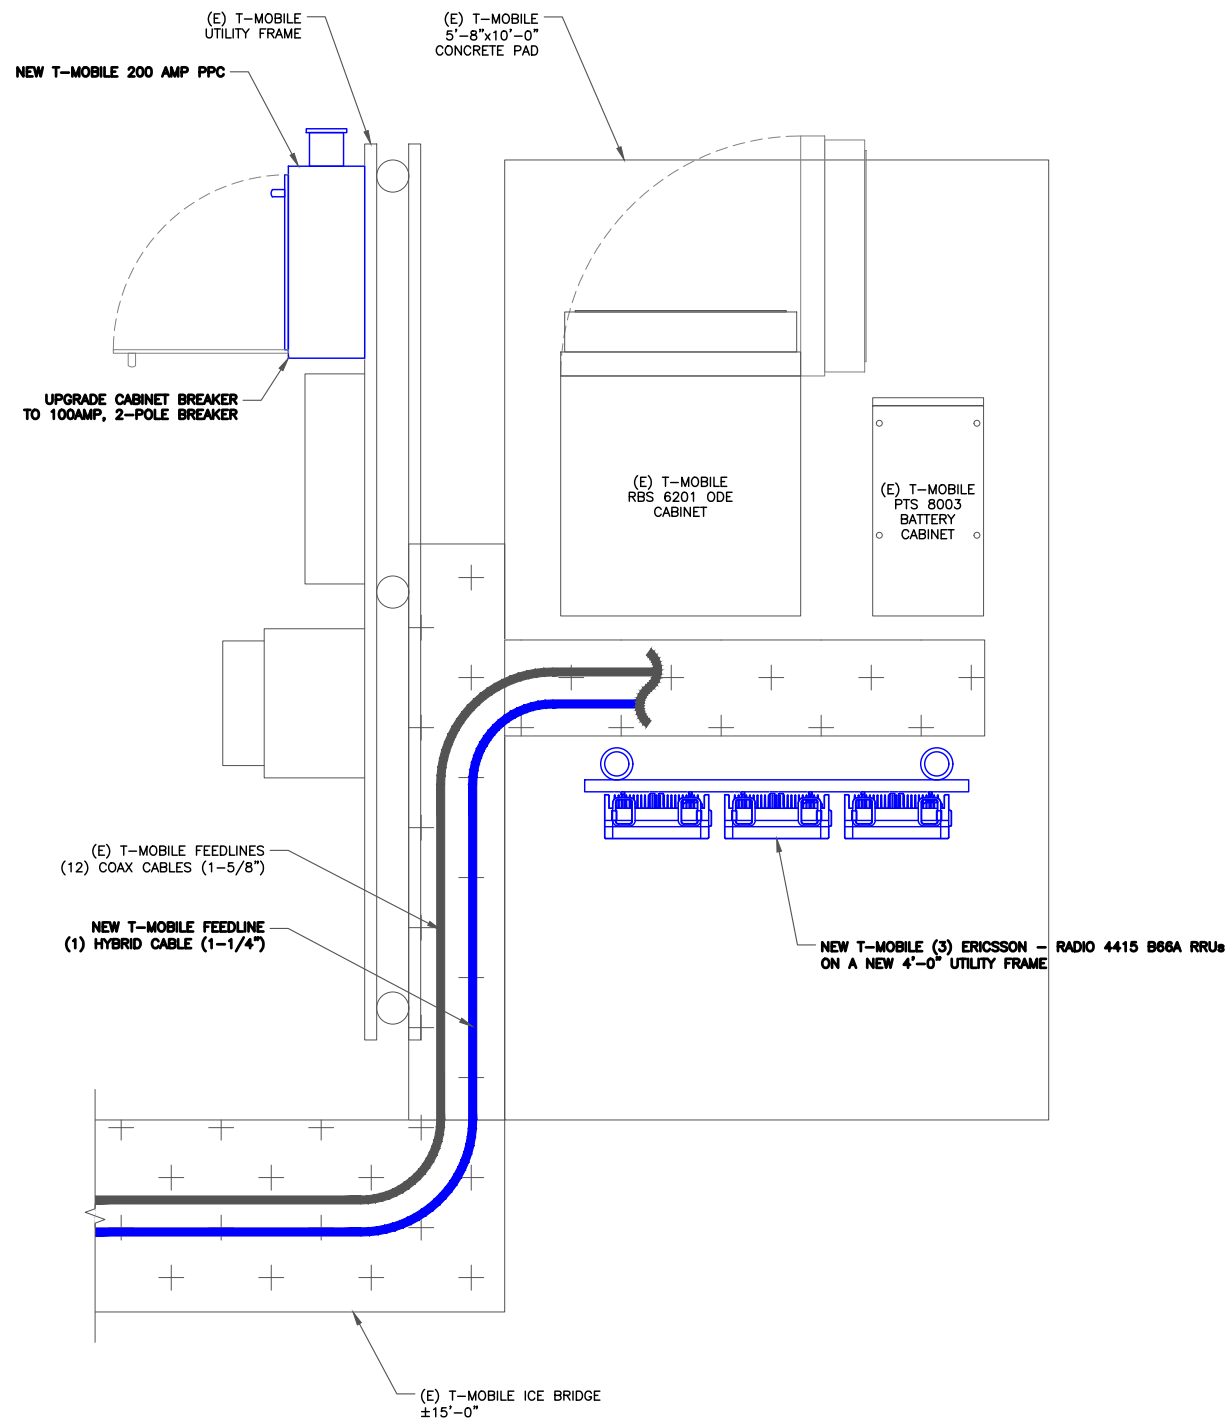 (E) T-MOBILE
UTILITY FRAME
(E) T-MOBILE
5'-8"x10'-0"
CONCRETE PAD
NEW T-MOBILE 200 AMP PPC
UPGRADE CABINET BREAKER
TO 100AMP, 2-POLE BREAKER
(E) T-MOBILE
RBS 6201 ODE
CABINET
(E) T-MOBILE
PTS 8003
BATTERY
CABINET
(E) T-MOBILE FEEDLINES
(12) COAX CABLES (1-5/8")
NEW T-MOBILE FEEDLINE
(1) HYBRID CABLE (1-1/4")
NEW T-MOBILE (3) ERICSSON - RADIO 4415 B66A RRUs
ON A NEW 4'-0" UTILITY FRAME
(E) T-MOBILE ICE BRIDGE
±15'-0"